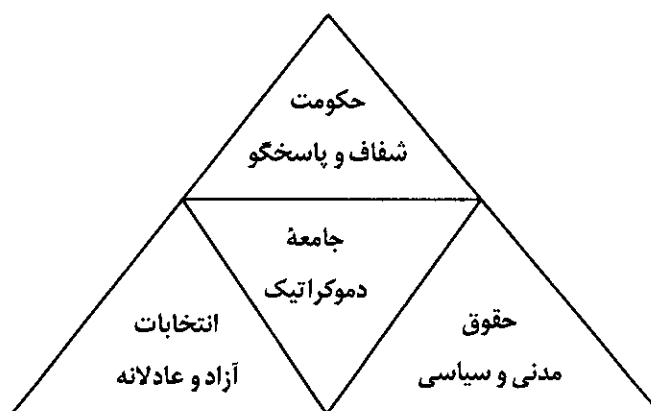 حکومت
شفاف و پاسخگو
جامعهٔ
دموکراتیک
حقوق
مدنی و سیاسی
انتخابات
آزاد و عادلانه